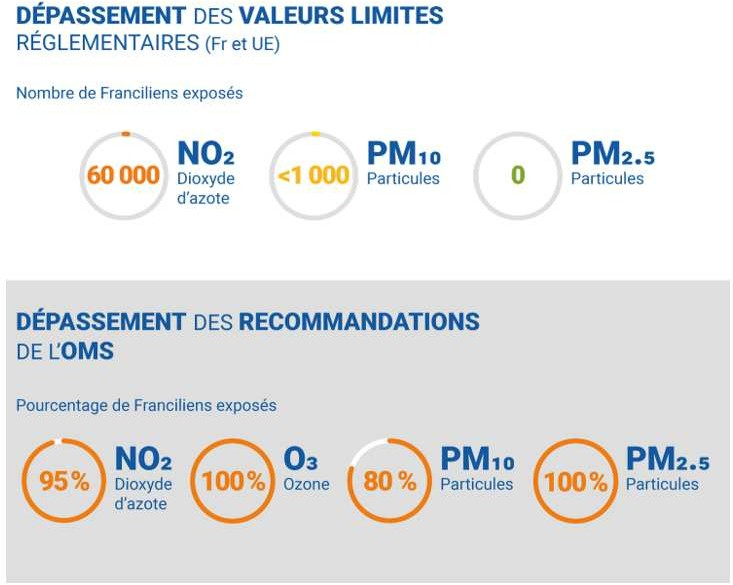 DÉPASSEMENT DES VALEURS LIMITES
RÉGLEMENTAIRES (Fr et UE)
Nombre de Franciliens exposés
60 000
NO₂
Dioxyde
d'azote
<1 000
PM₁₀
Particules
0
PM₂.₅
Particules
DÉPASSEMENT DES RECOMMANDATIONS
DE L'OMS
Pourcentage de Franciliens exposés
95 %
NO₂
Dioxyde
d'azote
100 %
O₃
Ozone
80 %
PM₁₀
Particules
100 %
PM₂.₅
Particules